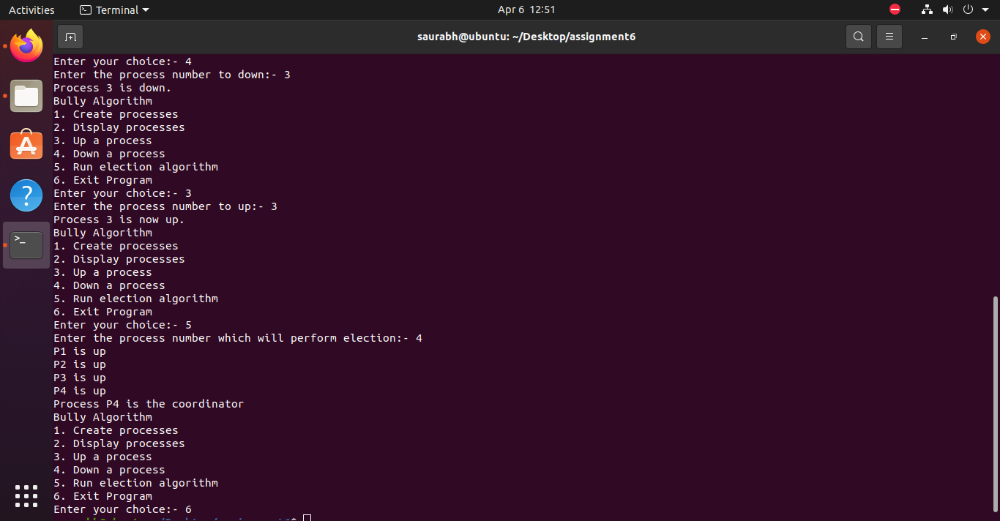 Activities Terminal Apr 6 12:51
saurabh@ubuntu: ~/Desktop/assignment6
Enter your choice:- 4
Enter the process number to down:- 3
Process 3 is down.
Bully Algorithm
1. Create processes
2. Display processes
3. Up a process
4. Down a process
5. Run election algorithm
6. Exit Program
Enter your choice:- 3
Enter the process number to up:- 3
Process 3 is now up.
Bully Algorithm
1. Create processes
2. Display processes
3. Up a process
4. Down a process
5. Run election algorithm
6. Exit Program
Enter your choice:- 5
Enter the process number which will perform election:- 4
P1 is up
P2 is up
P3 is up
P4 is up
Process P4 is the coordinator
Bully Algorithm
1. Create processes
2. Display processes
3. Up a process
4. Down a process
5. Run election algorithm
6. Exit Program
Enter your choice:- 6